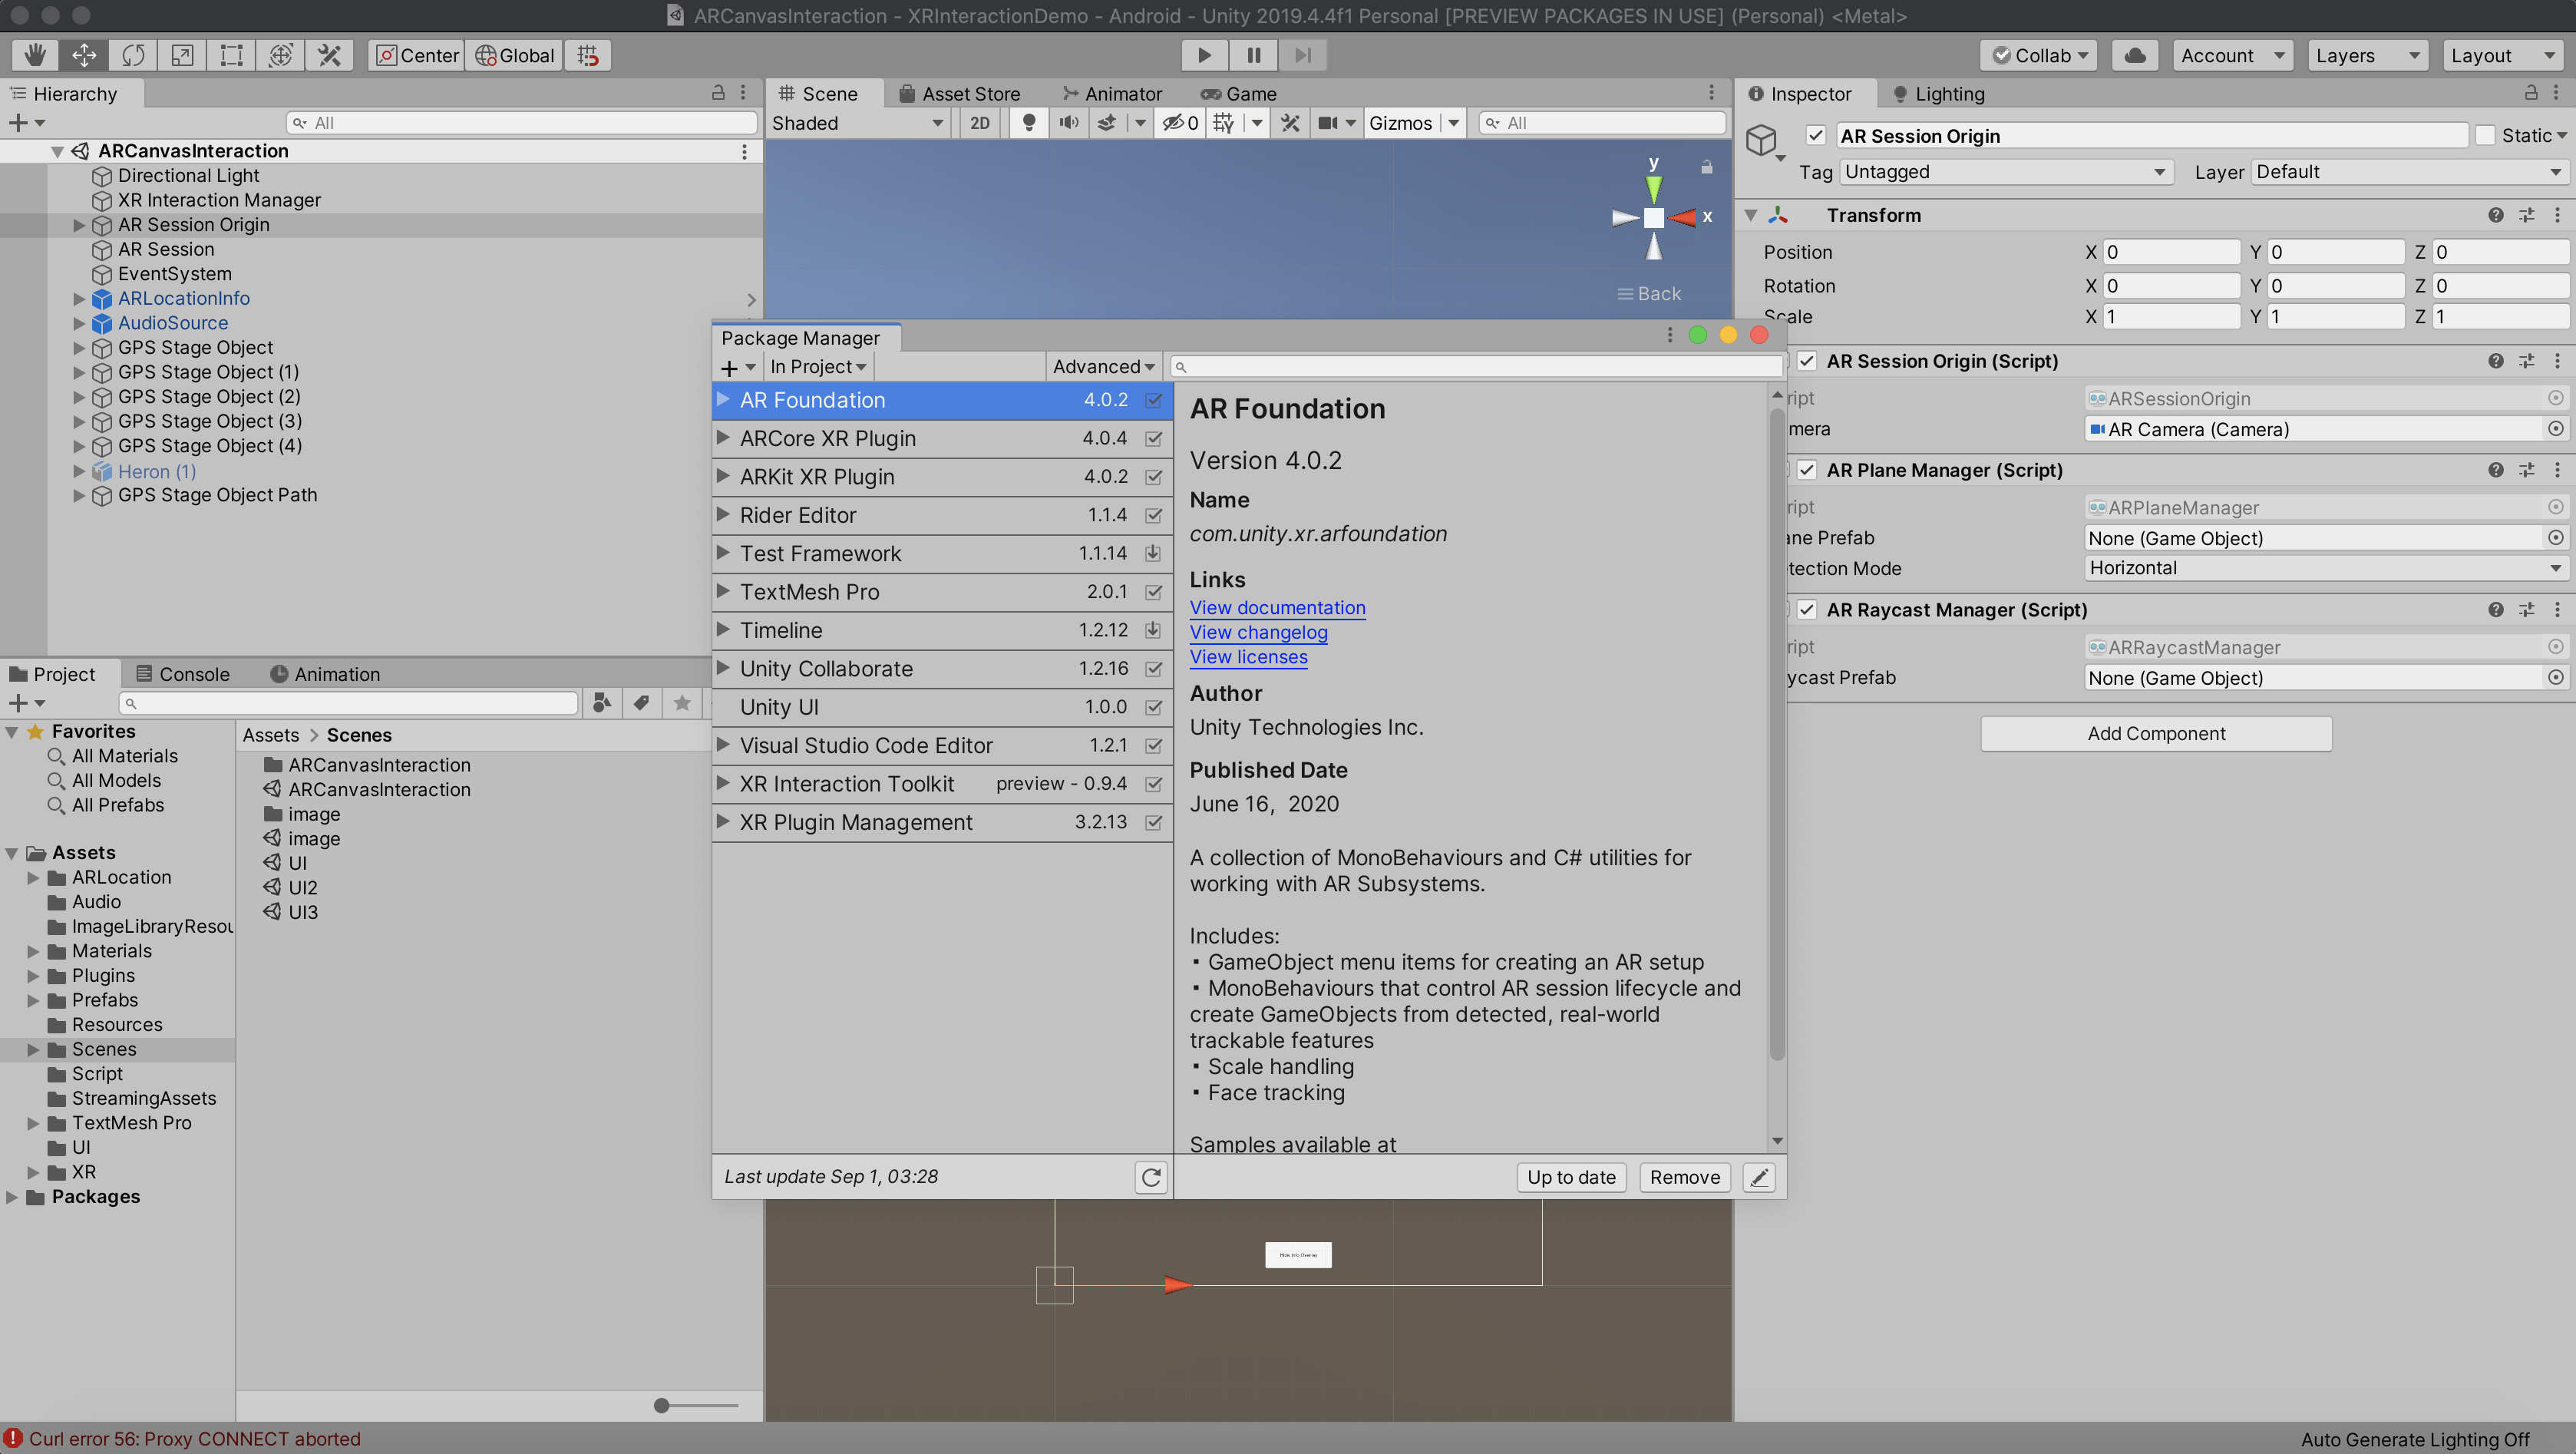 ARCanvasInteraction - XRInteractionDemo - Android - Unity 2019.4.4f1 Personal [PREVIEW PACKAGES IN USE] (Personal) <Metal>
Center Global Collab Account Layers Layout
Hierarchy
All
ARCanvasInteraction
Directional Light
XR Interaction Manager
AR Session Origin
AR Session
EventSystem
ARLocationInfo
AudioSource
GPS Stage Object
GPS Stage Object (1)
GPS Stage Object (2)
GPS Stage Object (3)
GPS Stage Object (4)
Heron (1)
GPS Stage Object Path
Scene Asset Store Animator Game
Shaded 2D 0 Gizmos All
y
x
Back
Package Manager
In Project Advanced
AR Foundation 4.0.2
ARCore XR Plugin 4.0.4
ARKit XR Plugin 4.0.2
Rider Editor 1.1.4
Test Framework 1.1.14
TextMesh Pro 2.0.1
Timeline 1.2.12
Unity Collaborate 1.2.16
Unity UI 1.0.0
Visual Studio Code Editor 1.2.1
XR Interaction Toolkit preview - 0.9.4
XR Plugin Management 3.2.13
Last update Sep 1, 03:28
AR Foundation
Version 4.0.2
Name
com.unity.xr.arfoundation
Links
View documentation
View changelog
View licenses
Author
Unity Technologies Inc.
Published Date
June 16, 2020
A collection of MonoBehaviours and C# utilities for
working with AR Subsystems.
Includes:
▪ GameObject menu items for creating an AR setup
▪ MonoBehaviours that control AR session lifecycle and
create GameObjects from detected, real-world
trackable features
▪ Scale handling
▪ Face tracking
Samples available at
Up to date Remove
Hide Info Overlay
Inspector Lighting
AR Session Origin Static
Tag Untagged Layer Default
Transform
Position X 0 Y 0 Z 0
Rotation X 0 Y 0 Z 0
Scale X 1 Y 1 Z 1
AR Session Origin (Script)
ript ARSessionOrigin
mera AR Camera (Camera)
AR Plane Manager (Script)
ript ARPlaneManager
ane Prefab None (Game Object)
tection Mode Horizontal
AR Raycast Manager (Script)
ript ARRaycastManager
ycast Prefab None (Game Object)
Add Component
Project Console Animation
Favorites
All Materials
All Models
All Prefabs
Assets
ARLocation
Audio
ImageLibraryResou
Materials
Plugins
Prefabs
Resources
Scenes
Script
StreamingAssets
TextMesh Pro
UI
XR
Packages
Assets > Scenes
ARCanvasInteraction
ARCanvasInteraction
image
image
UI
UI2
UI3
Curl error 56: Proxy CONNECT aborted
Auto Generate Lighting Off